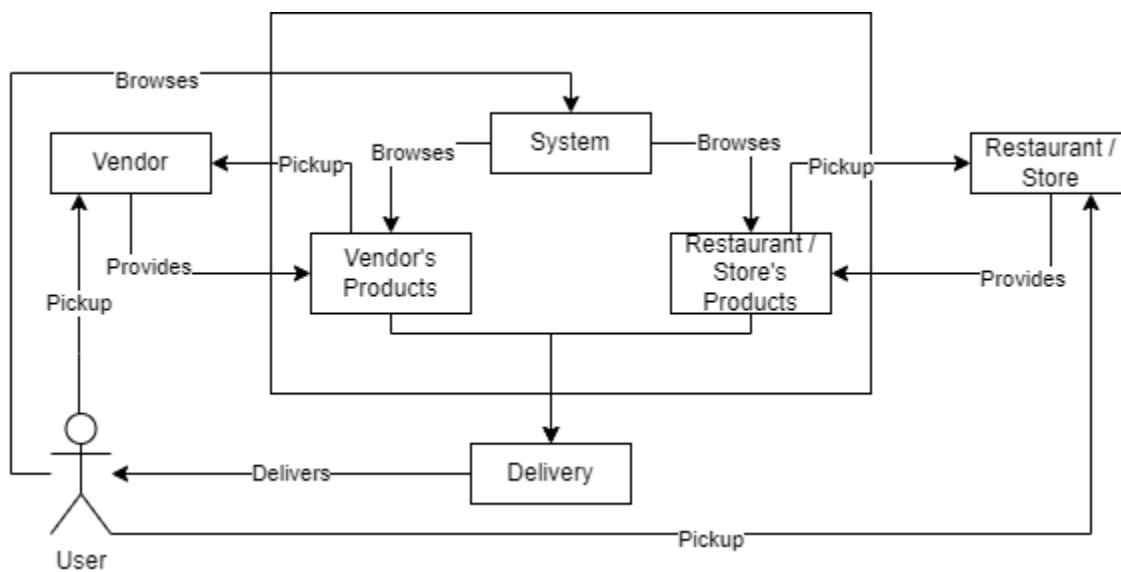 Browses
System
Vendor
Pickup
Browses
Browses
Pickup
Restaurant /
Store
Vendor's
Products
Restaurant /
Store's
Products
Provides
Provides
Pickup
Delivers
Delivery
Pickup
User